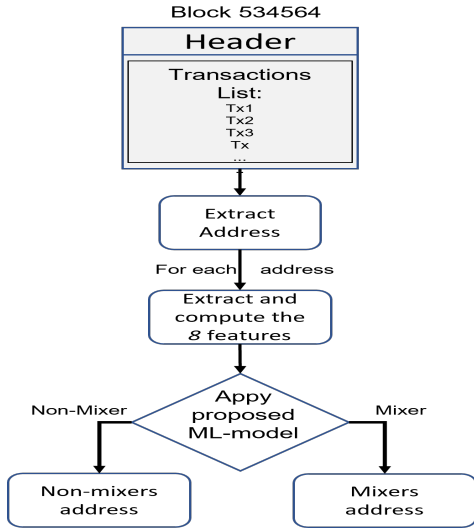 Block 534564
Header
Transactions
List:
Tx1
Tx2
Tx3
Tx
...
Extract
Address
For each address
Extract and
compute the
8 features
Appy
proposed
ML-model
Non-Mixer
Mixer
Non-mixers
address
Mixers
address